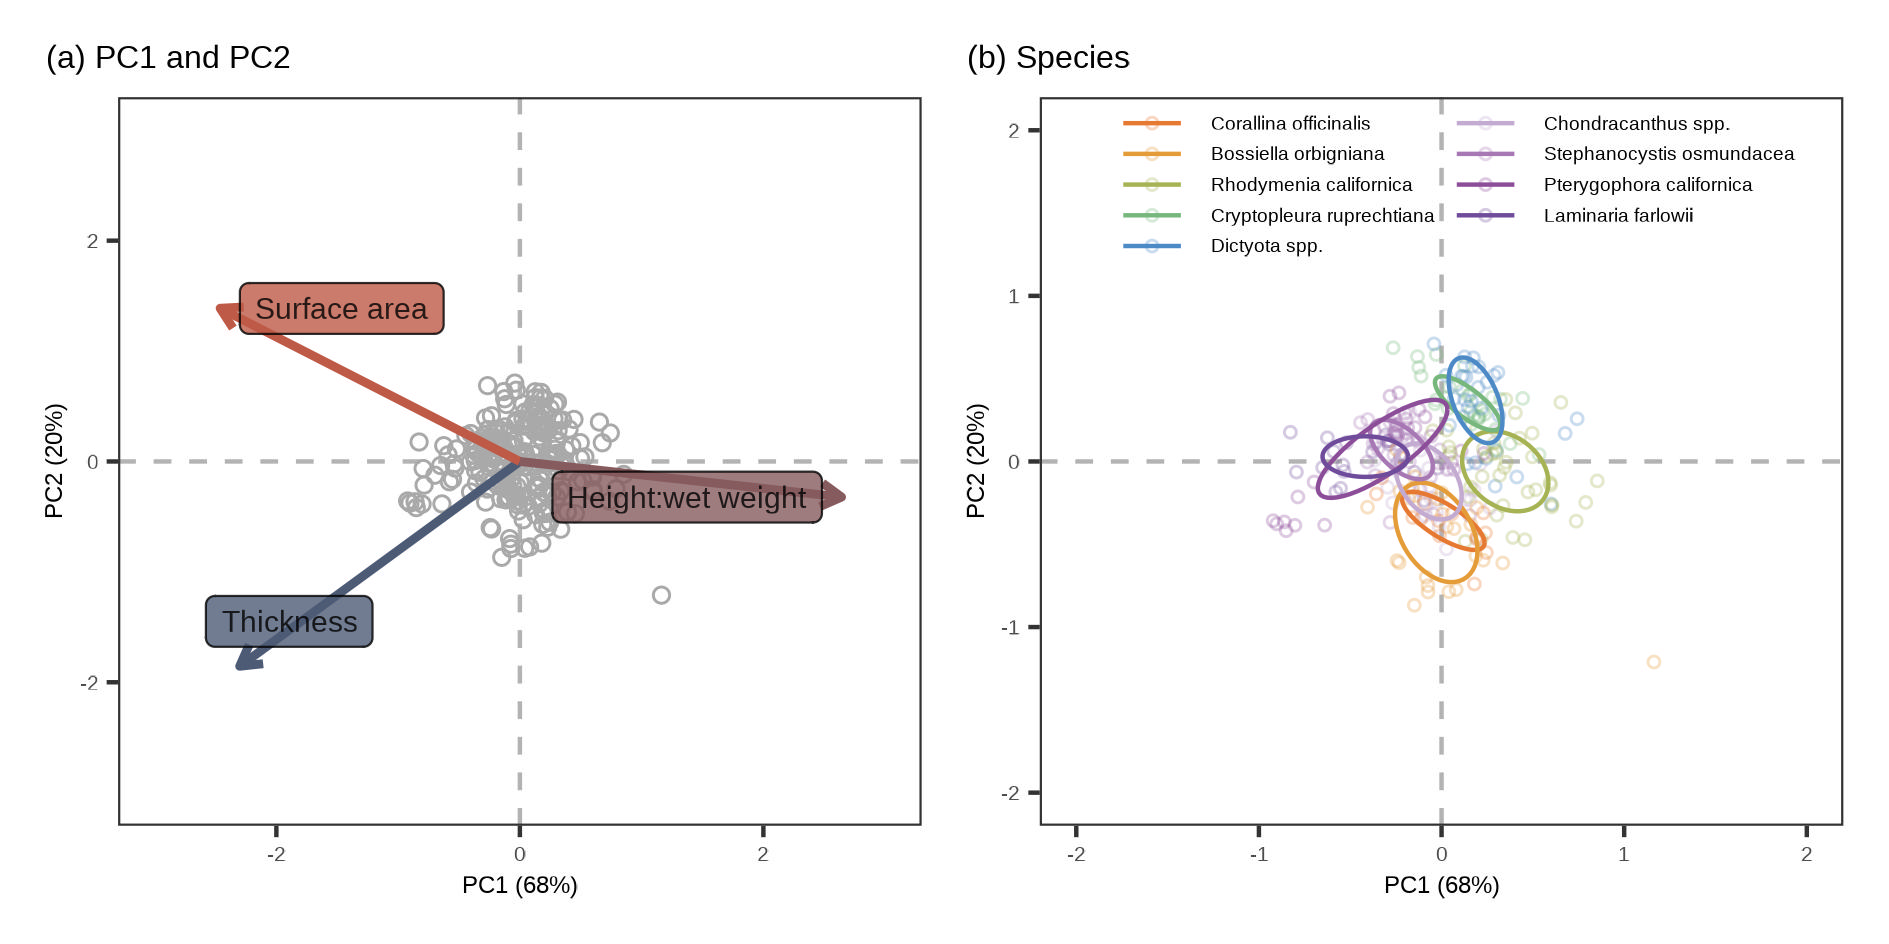 (a) PC1 and PC2
PC2 (20%)
2
0
-2
Surface area
Height:wet weight
Thickness
-2
0
2
PC1 (68%)
(b) Species
PC2 (20%)
2
1
0
-1
-2
Corallina officinalis
Bossiella orbigniana
Rhodymenia californica
Cryptopleura ruprechtiana
Dictyota spp.
Chondracanthus spp.
Stephanocystis osmundacea
Pterygophora californica
Laminaria farlowii
-2
-1
0
1
2
PC1 (68%)